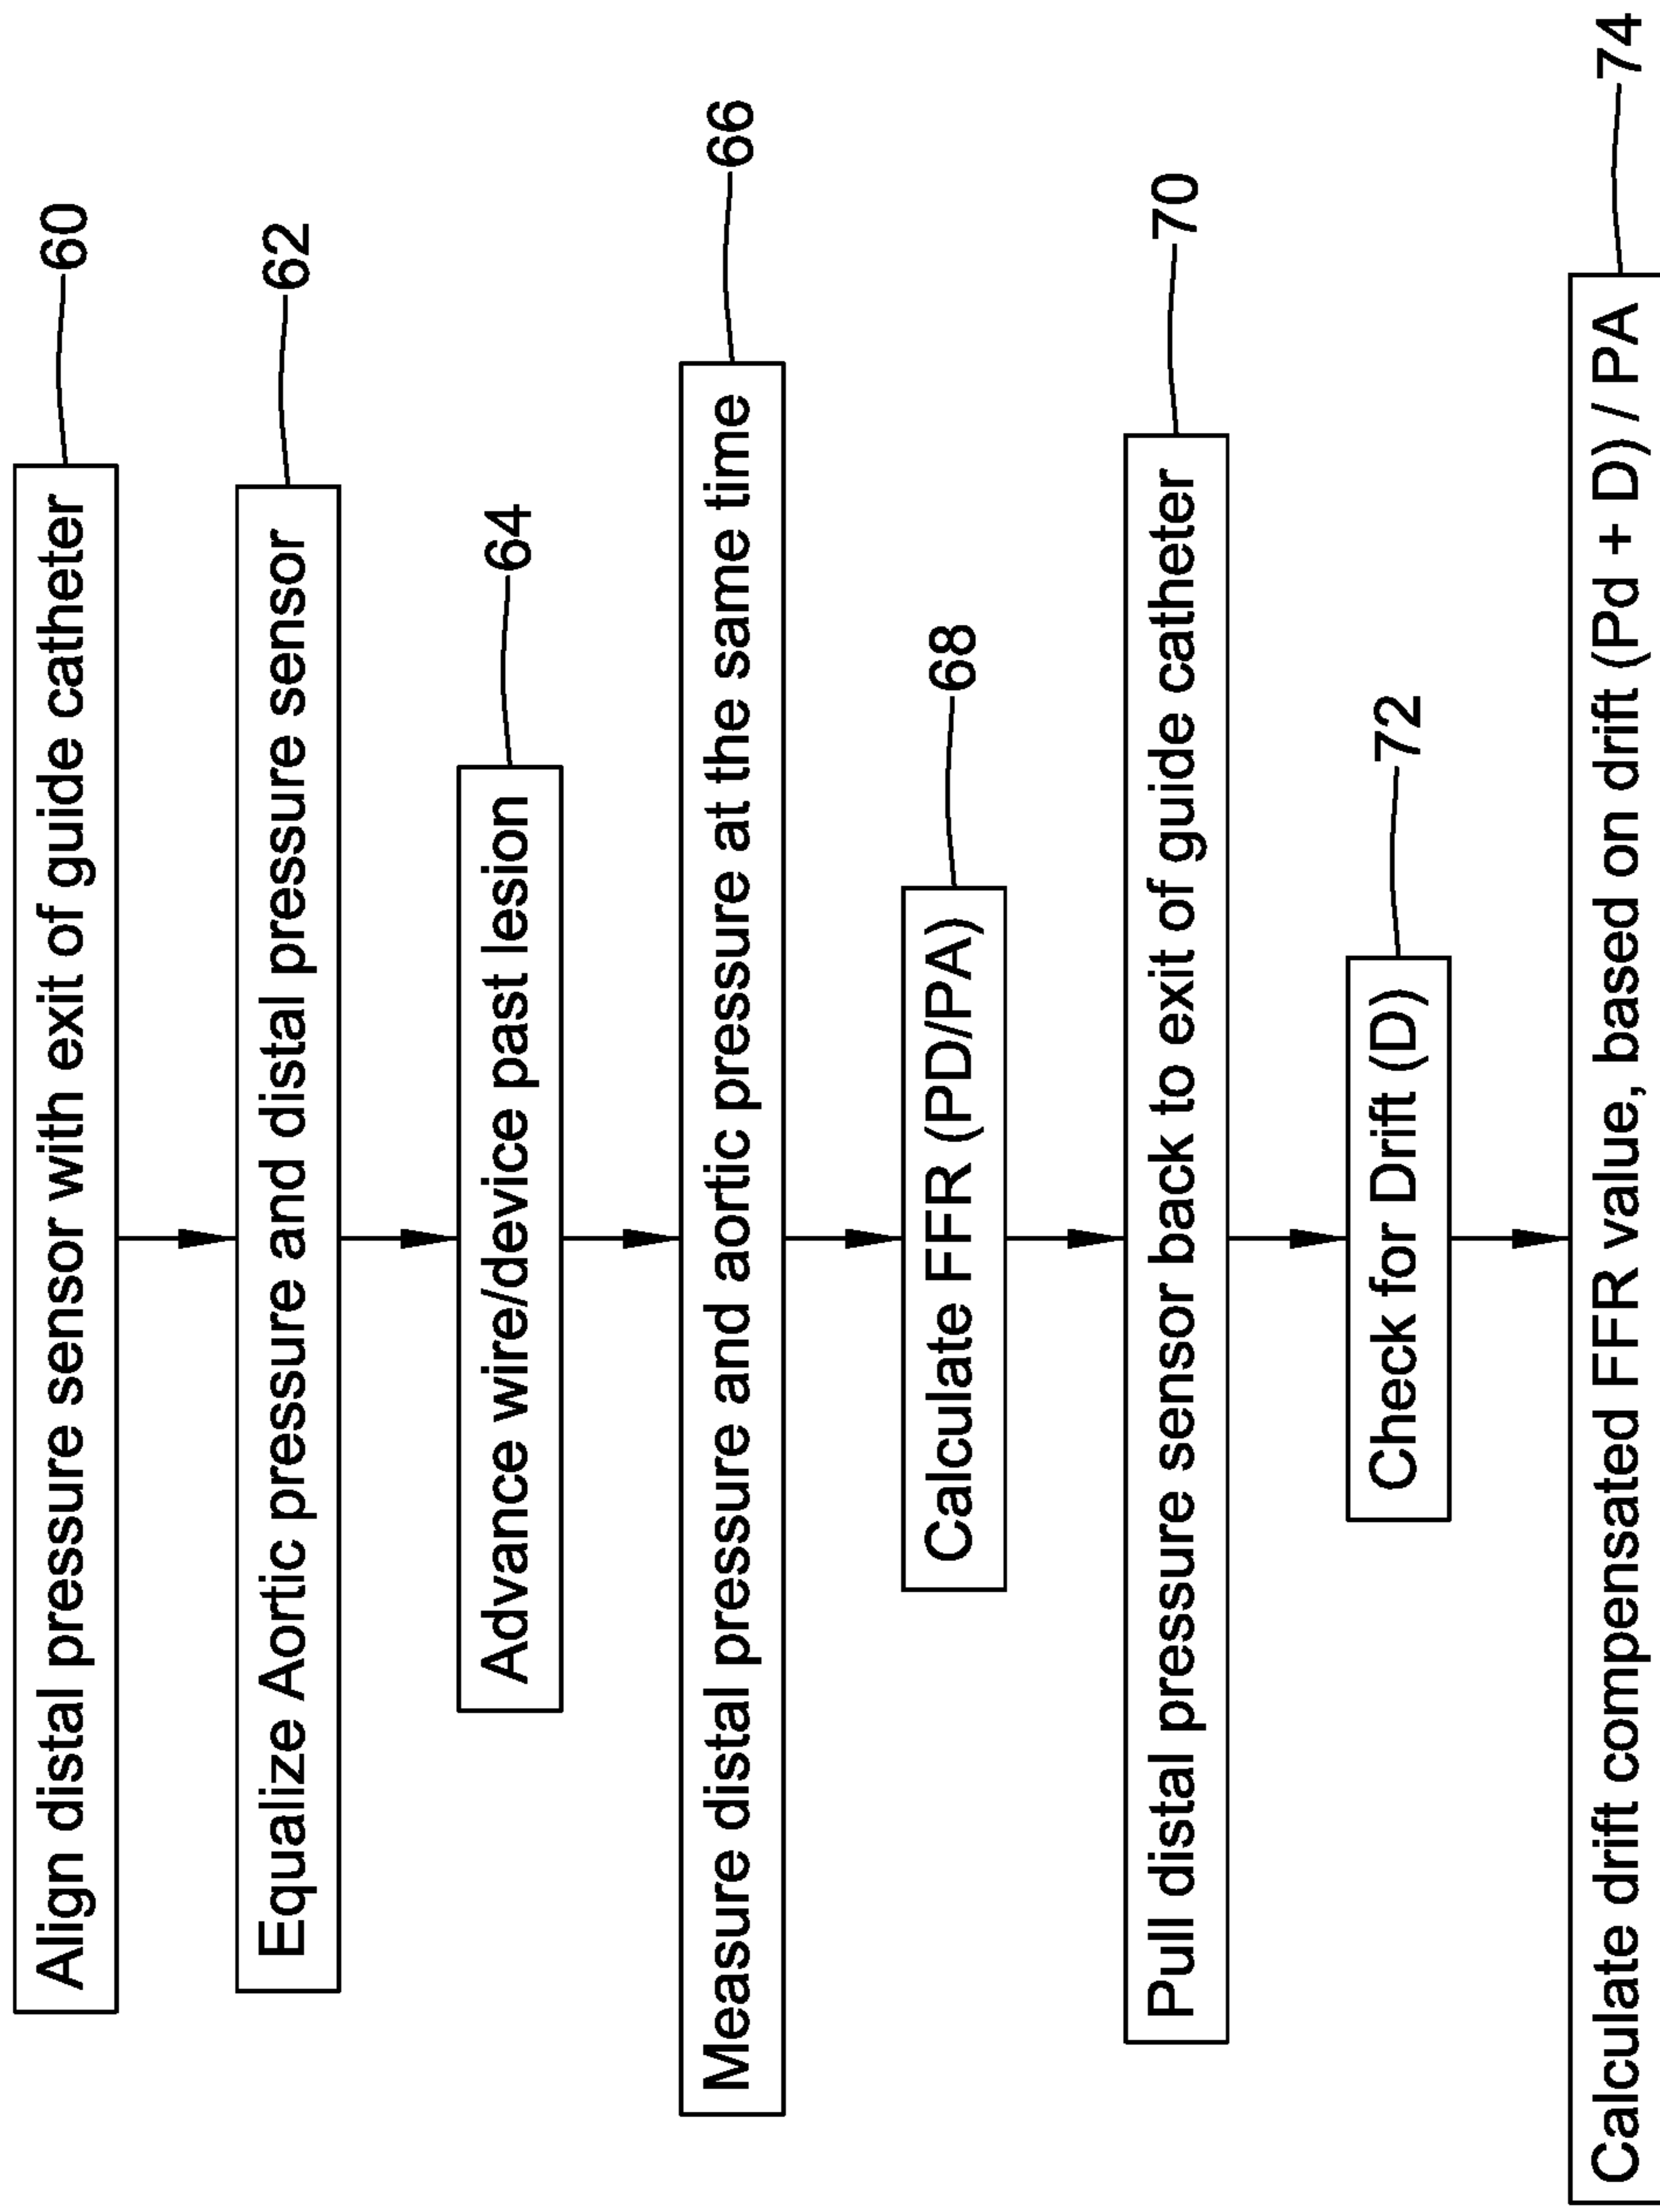 Align distal pressure sensor with exit of guide catheter 60
Equalize Aortic pressure and distal pressure sensor 62
Advance wire/device past lesion 64
Measure distal pressure and aortic pressure at the same time 66
Calculate FFR (PD/PA) 68
Pull distal pressure sensor back to exit of guide catheter 70
Check for Drift (D) 72
Calculate drift compensated FFR value, based on drift (Pd + D) / PA 74